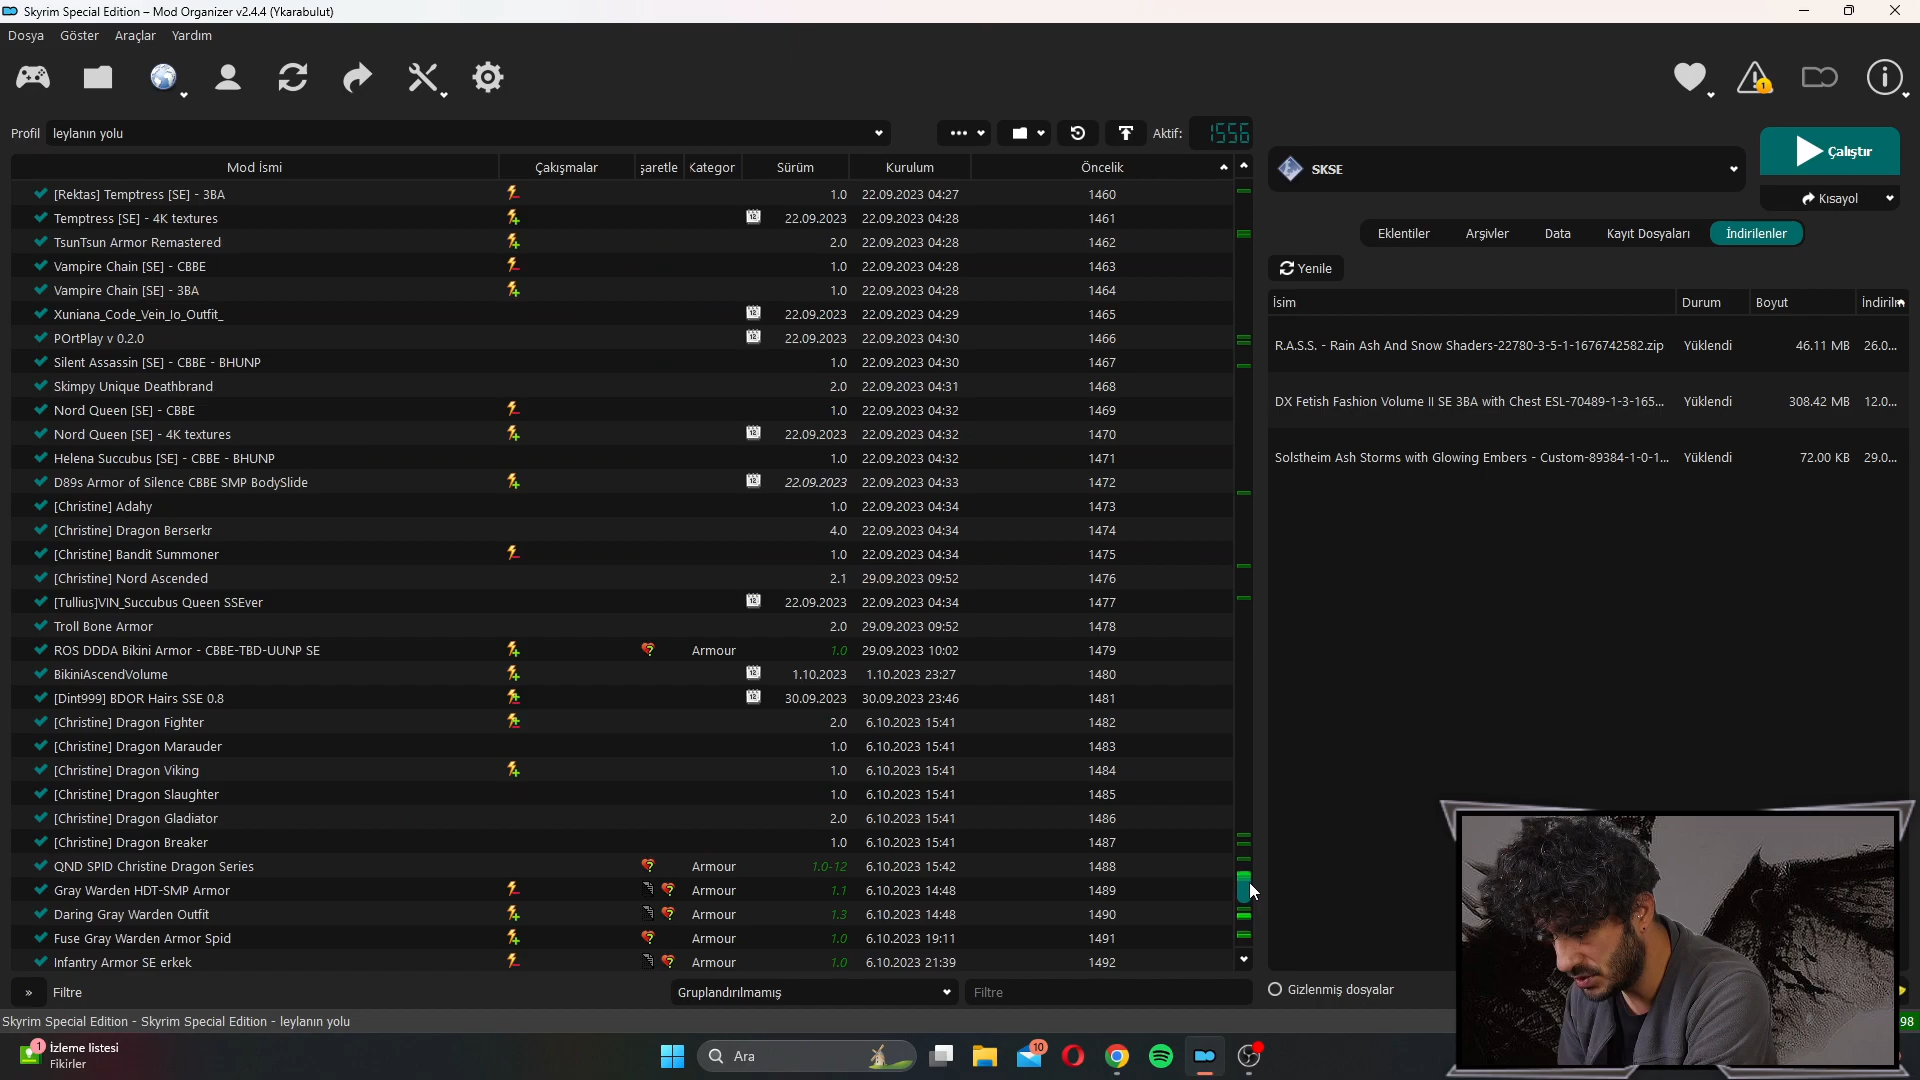 Skyrim Special Edition – Mod Organizer v2.4.4 (Ykarabulut)
Dosya Göster Araçlar Yardım
Profil leylanın yolu Aktif: 1556
Mod İsmi Çakışmalar şaretle Kategor Sürüm Kurulum Öncelik
[Rektas] Temptress [SE] - 3BA 1.0 22.09.2023 04:27 1460
Temptress [SE] - 4K textures 22.09.2023 22.09.2023 04:28 1461
TsunTsun Armor Remastered 2.0 22.09.2023 04:28 1462
Vampire Chain [SE] - CBBE 1.0 22.09.2023 04:28 1463
Vampire Chain [SE] - 3BA 1.0 22.09.2023 04:28 1464
Xuniana_Code_Vein_Io_Outfit_ 22.09.2023 22.09.2023 04:29 1465
POrtPlay v 0.2.0 22.09.2023 22.09.2023 04:30 1466
Silent Assassin [SE] - CBBE - BHUNP 1.0 22.09.2023 04:30 1467
Skimpy Unique Deathbrand 2.0 22.09.2023 04:31 1468
Nord Queen [SE] - CBBE 1.0 22.09.2023 04:32 1469
Nord Queen [SE] - 4K textures 22.09.2023 22.09.2023 04:32 1470
Helena Succubus [SE] - CBBE - BHUNP 1.0 22.09.2023 04:32 1471
D89s Armor of Silence CBBE SMP BodySlide 22.09.2023 22.09.2023 04:33 1472
[Christine] Adahy 1.0 22.09.2023 04:34 1473
[Christine] Dragon Berserkr 4.0 22.09.2023 04:34 1474
[Christine] Bandit Summoner 1.0 22.09.2023 04:34 1475
[Christine] Nord Ascended 2.1 29.09.2023 09:52 1476
[Tullius]VIN_Succubus Queen SSEver 22.09.2023 22.09.2023 04:34 1477
Troll Bone Armor 2.0 29.09.2023 09:52 1478
ROS DDDA Bikini Armor - CBBE-TBD-UUNP SE Armour 1.0 29.09.2023 10:02 1479
BikiniAscendVolume 1.10.2023 1.10.2023 23:27 1480
[Dint999] BDOR Hairs SSE 0.8 30.09.2023 30.09.2023 23:46 1481
[Christine] Dragon Fighter 2.0 6.10.2023 15:41 1482
[Christine] Dragon Marauder 1.0 6.10.2023 15:41 1483
[Christine] Dragon Viking 1.0 6.10.2023 15:41 1484
[Christine] Dragon Slaughter 1.0 6.10.2023 15:41 1485
[Christine] Dragon Gladiator 2.0 6.10.2023 15:41 1486
[Christine] Dragon Breaker 1.0 6.10.2023 15:41 1487
QND SPID Christine Dragon Series Armour 1.0-12 6.10.2023 15:42 1488
Gray Warden HDT-SMP Armor Armour 1.1 6.10.2023 14:48 1489
Daring Gray Warden Outfit Armour 1.3 6.10.2023 14:48 1490
Fuse Gray Warden Armor Spid Armour 1.0 6.10.2023 19:11 1491
Infantry Armor SE erkek Armour 1.0 6.10.2023 21:39 1492
» Filtre Gruplandırılmamış Filtre
SKSE
Çalıştır
Kısayol
Eklentiler Arşivler Data Kayıt Dosyaları İndirilenler
Yenile
İsim Durum Boyut İndirilm
R.A.S.S. - Rain Ash And Snow Shaders-22780-3-5-1-1676742582.zip Yüklendi 46.11 MB 26.0...
DX Fetish Fashion Volume II SE 3BA with Chest ESL-70489-1-3-165... Yüklendi 308.42 MB 12.0...
Solstheim Ash Storms with Glowing Embers - Custom-89384-1-0-1... Yüklendi 72.00 KB 29.0...
Gizlenmiş dosyalar
Skyrim Special Edition - Skyrim Special Edition - leylanın yolu
98
1 İzleme listesi
Fikirler
Ara
10